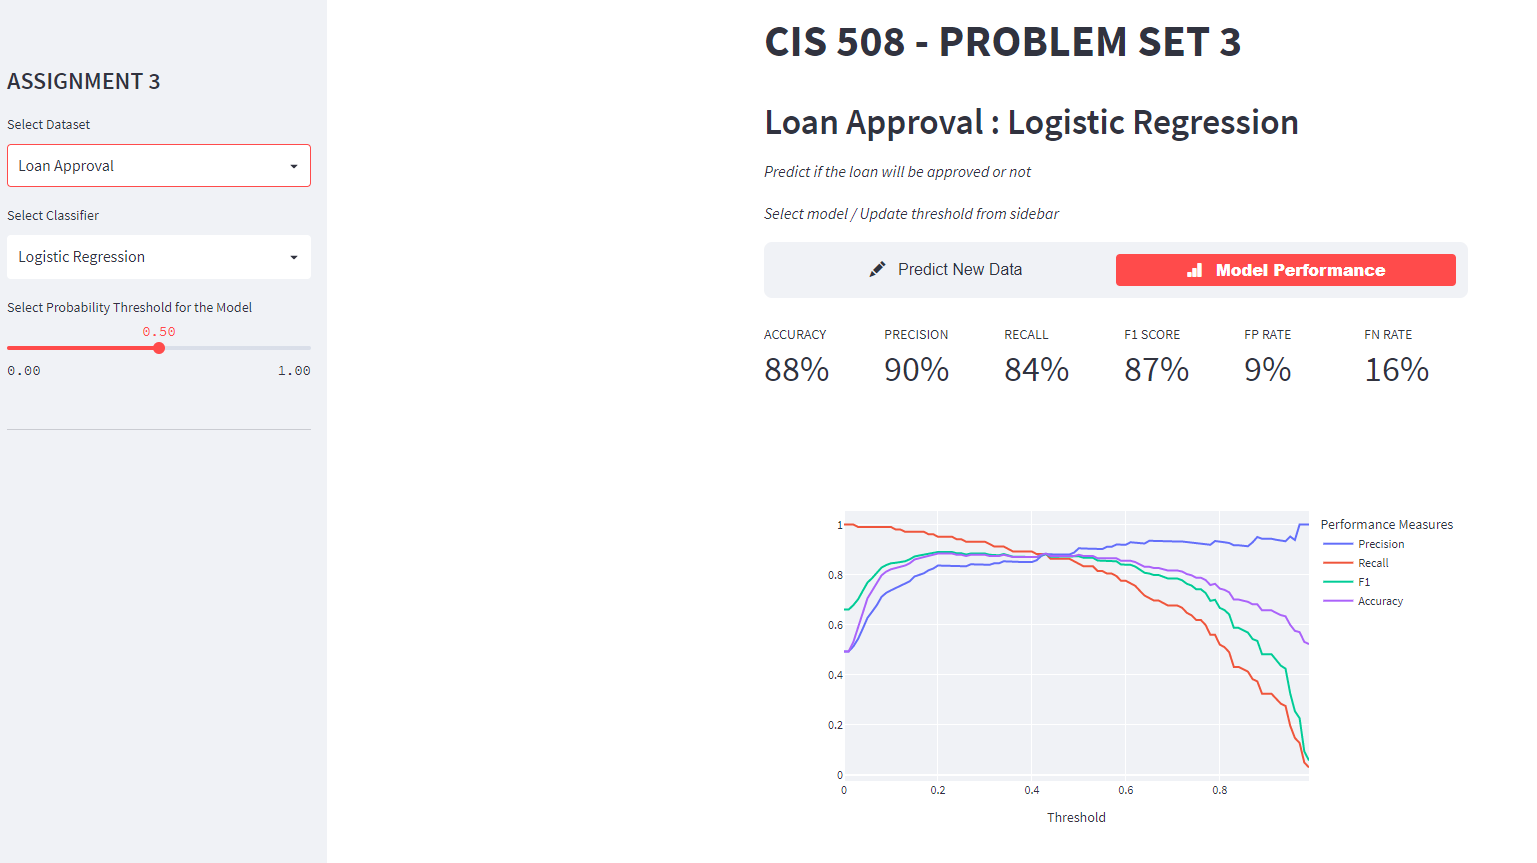 ASSIGNMENT 3
Select Dataset
Loan Approval
Select Classifier
Logistic Regression
Select Probability Threshold for the Model
0.50
0.00 1.00
CIS 508 - PROBLEM SET 3
Loan Approval : Logistic Regression
Predict if the loan will be approved or not
Select model / Update threshold from sidebar
Predict New Data Model Performance
ACCURACY PRECISION RECALL F1 SCORE FP RATE FN RATE
88% 90% 84% 87% 9% 16%
Performance Measures
Precision
Recall
F1
Accuracy
1
0.8
0.6
0.4
0.2
0
0 0.2 0.4 0.6 0.8
Threshold